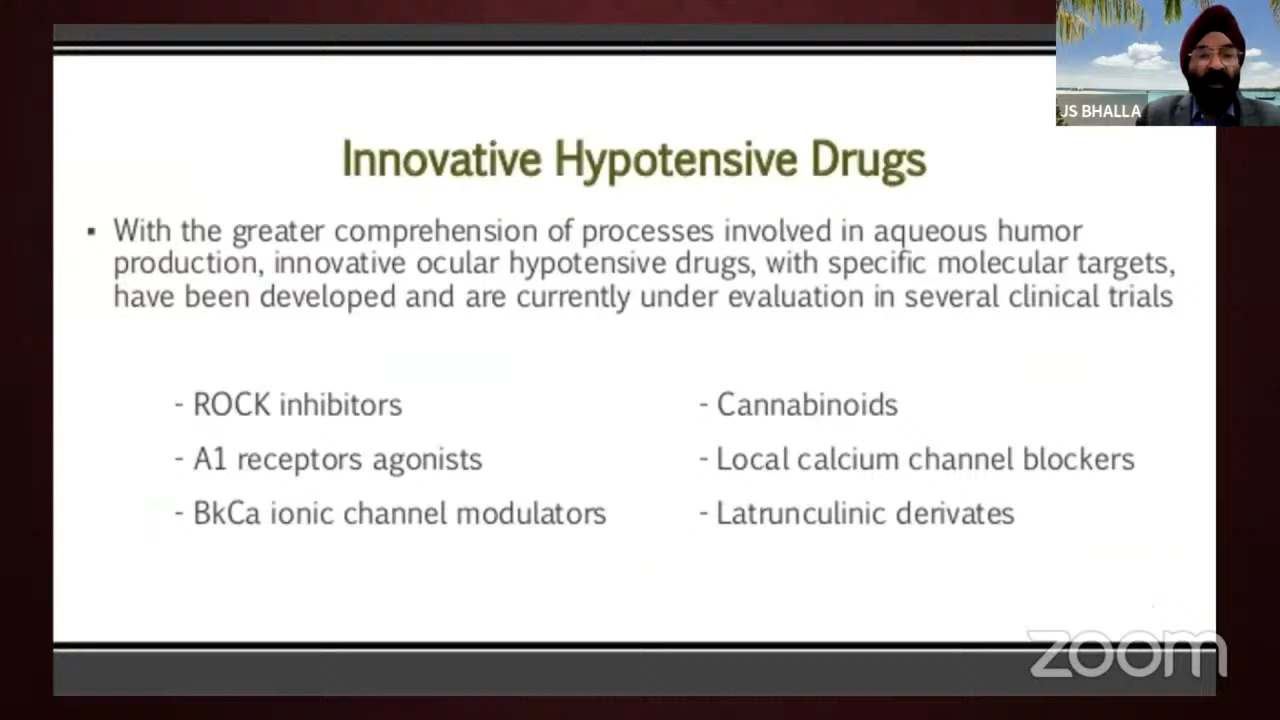 JS BHALLA
Innovative Hypotensive Drugs
▪ With the greater comprehension of processes involved in aqueous humor
production, innovative ocular hypotensive drugs, with specific molecular targets,
have been developed and are currently under evaluation in several clinical trials
- ROCK inhibitors
- A1 receptors agonists
- BkCa ionic channel modulators
- Cannabinoids
- Local calcium channel blockers
- Latrunculinic derivates
zoom